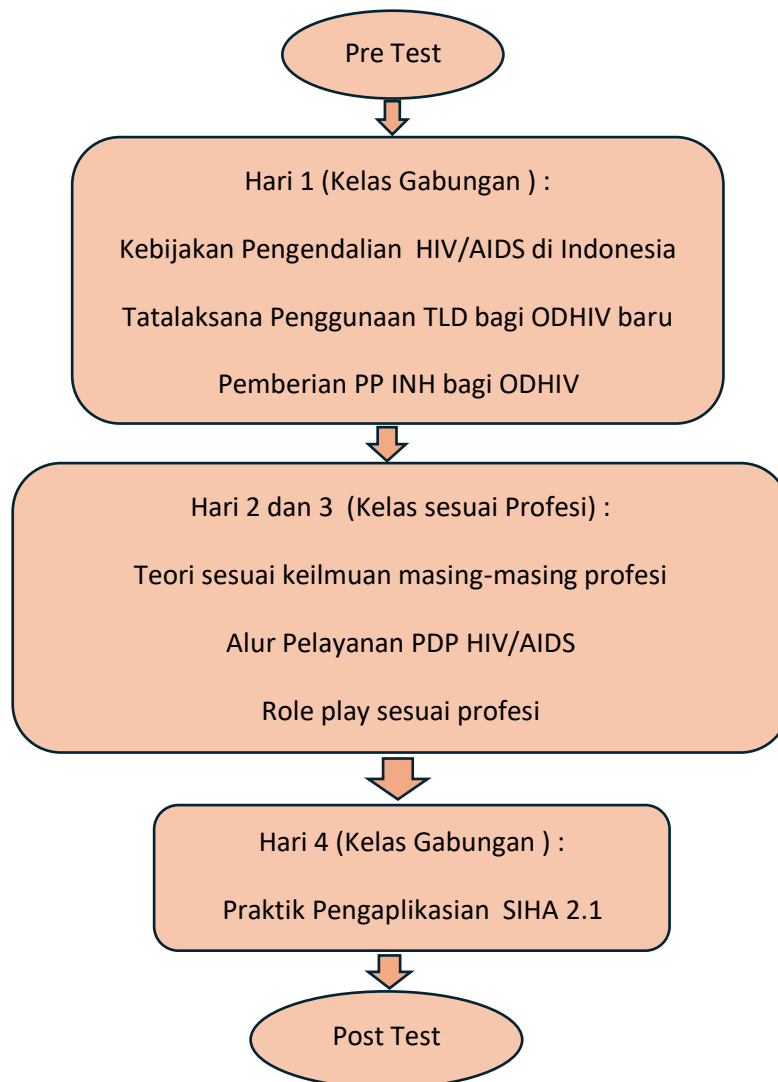 Pre Test
Hari 1 (Kelas Gabungan ) :
Kebijakan Pengendalian HIV/AIDS di Indonesia
Tatalaksana Penggunaan TLD bagi ODHIV baru
Pemberian PP INH bagi ODHIV
Hari 2 dan 3 (Kelas sesuai Profesi) :
Teori sesuai keilmuan masing-masing profesi
Alur Pelayanan PDP HIV/AIDS
Role play sesuai profesi
Hari 4 (Kelas Gabungan ) :
Praktik Pengaplikasian SIHA 2.1
Post Test